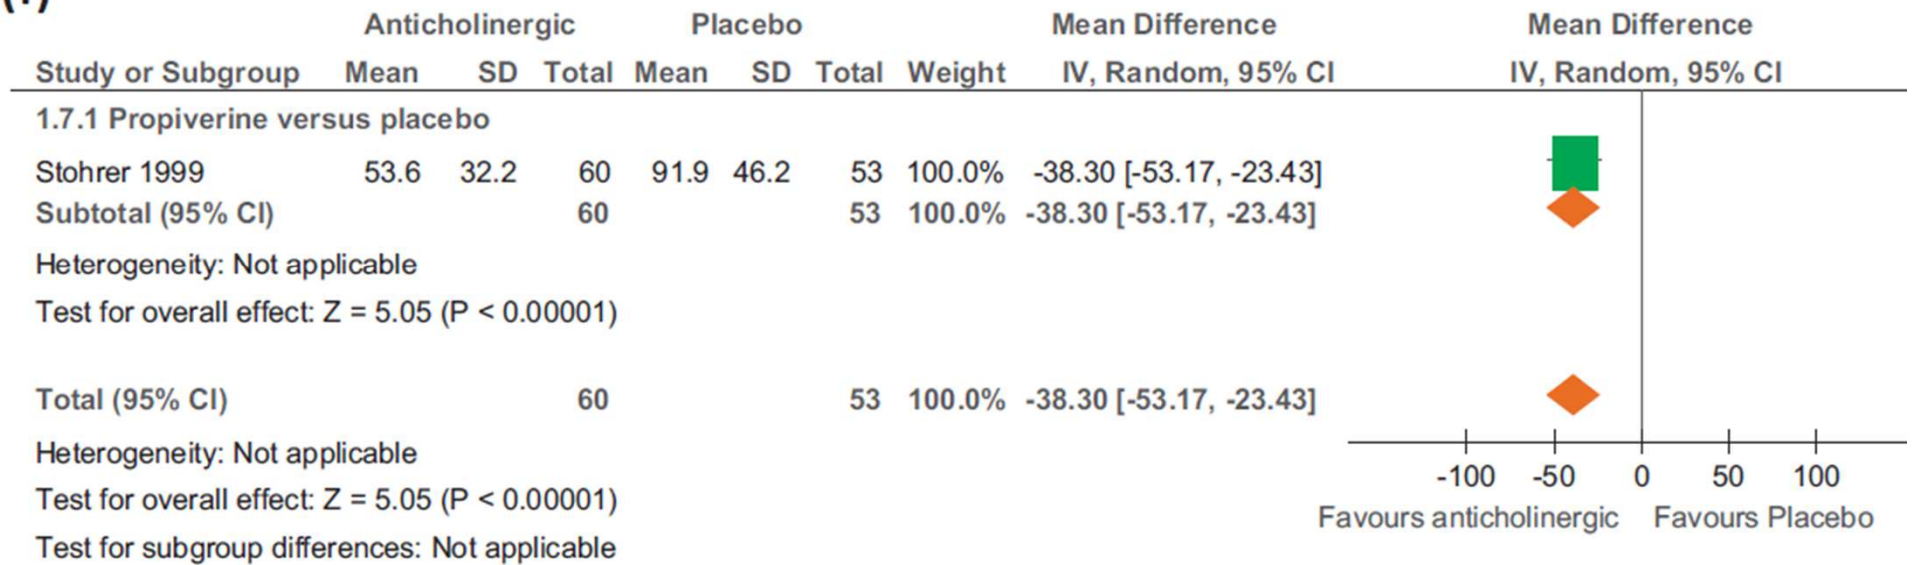 Anticholinergic Placebo Mean Difference Mean Difference
Study or Subgroup Mean SD Total Mean SD Total Weight IV, Random, 95% CI IV, Random, 95% CI
1.7.1 Propiverine versus placebo
Stohrer 1999 53.6 32.2 60 91.9 46.2 53 100.0% -38.30 [-53.17, -23.43]
Subtotal (95% CI) 60 53 100.0% -38.30 [-53.17, -23.43]
Heterogeneity: Not applicable
Test for overall effect: Z = 5.05 (P < 0.00001)
Total (95% CI) 60 53 100.0% -38.30 [-53.17, -23.43]
Heterogeneity: Not applicable
Test for overall effect: Z = 5.05 (P < 0.00001)
Test for subgroup differences: Not applicable
-100 -50 0 50 100
Favours anticholinergic Favours Placebo